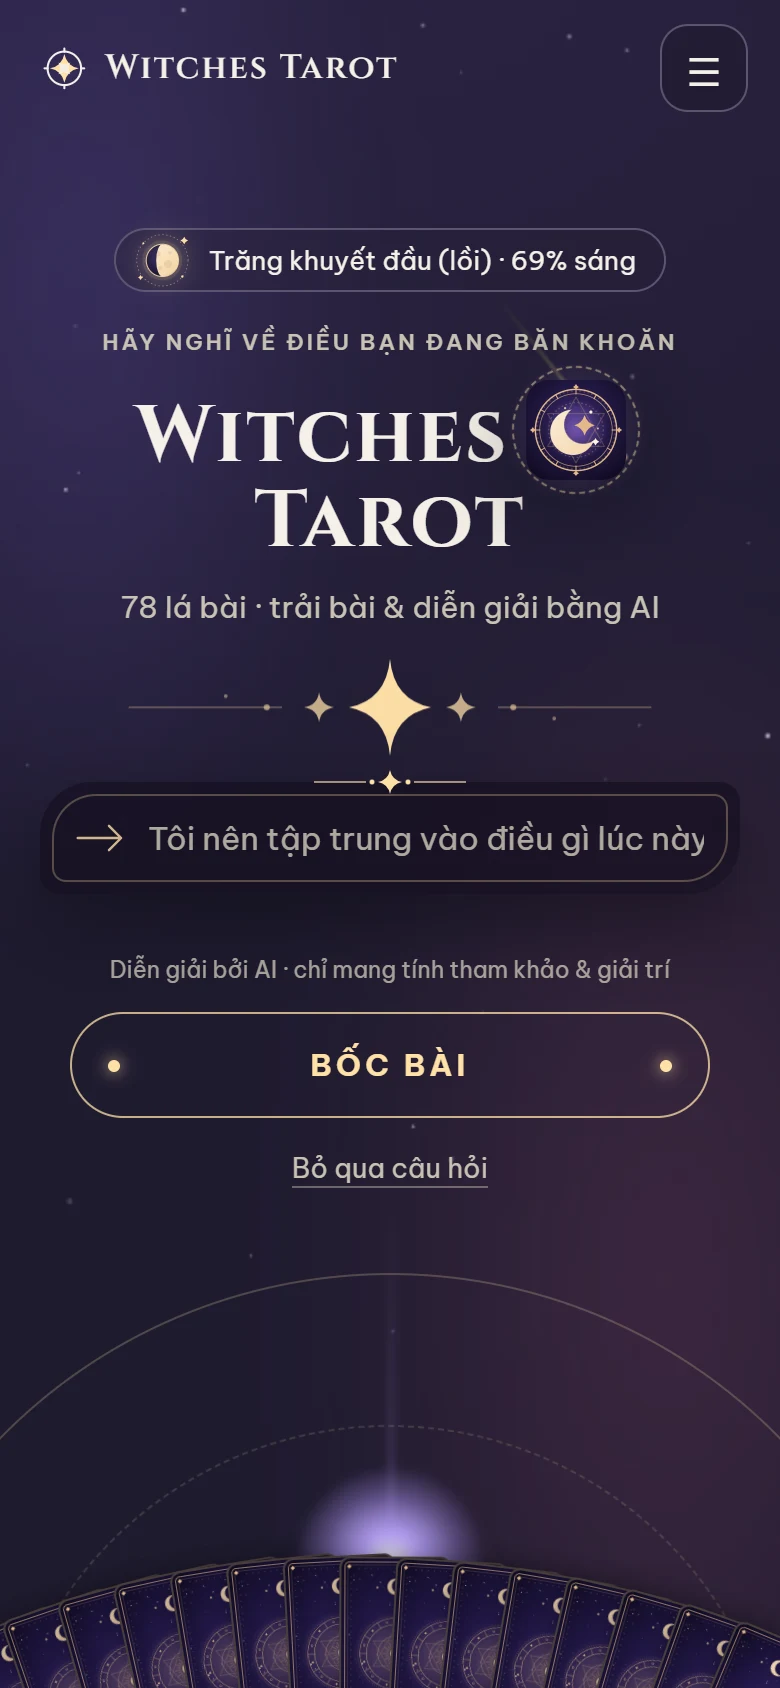 Witches Tarot
Trăng khuyết đầu (lồi) · 69% sáng
HÃY NGHĨ VỀ ĐIỀU BẠN ĐANG BĂN KHOĂN
Witches
Tarot
78 lá bài · trải bài & diễn giải bằng AI
Tôi nên tập trung vào điều gì lúc này
Diễn giải bởi AI · chỉ mang tính tham khảo & giải trí
BỐC BÀI
Bỏ qua câu hỏi